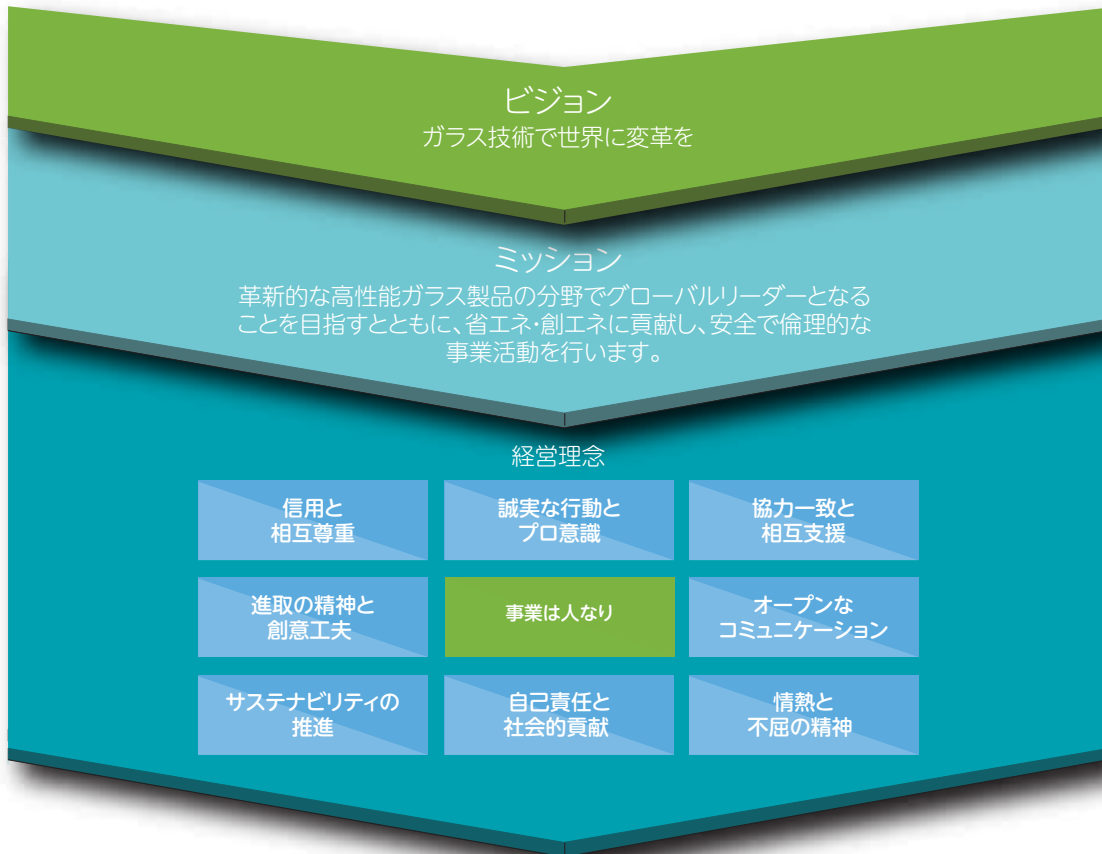 ビジョン
ガラス技術で世界に変革を
ミッション
革新的な高性能ガラス製品の分野でグローバルリーダーとなる
ことを目指すとともに、省エネ・創エネに貢献し、安全で倫理的な
事業活動を行います。
経営理念
信用と
相互尊重
誠実な行動と
プロ意識
協力一致と
相互支援
進取の精神と
創意工夫
事業は人なり
オープンな
コミュニケーション
サステナビリティの
推進
自己責任と
社会的貢献
情熱と
不屈の精神